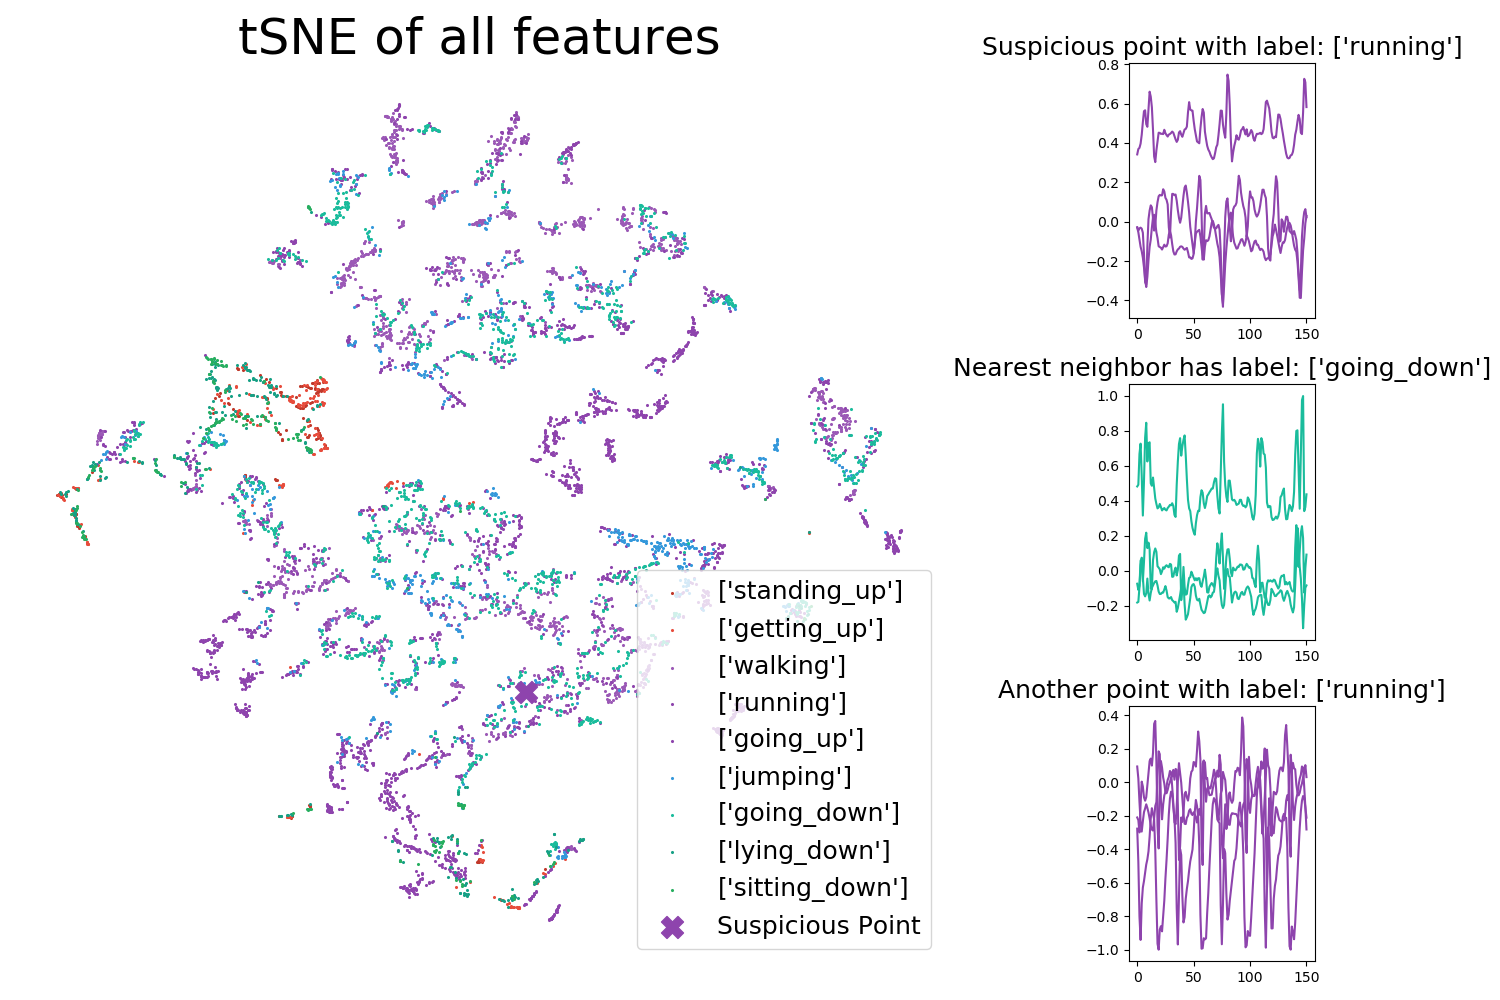 tSNE of all features
['standing_up']
['getting_up']
['walking']
['running']
['going_up']
['jumping']
['going_down']
['lying_down']
['sitting_down']
Suspicious Point
Suspicious point with label: ['running']
0.8
0.6
0.4
0.2
0.0
−0.2
−0.4
0 50 100 150
Nearest neighbor has label: ['going_down']
1.0
0.8
0.6
0.4
0.2
0.0
−0.2
0 50 100 150
Another point with label: ['running']
0.4
0.2
0.0
−0.2
−0.4
−0.6
−0.8
−1.0
0 50 100 150